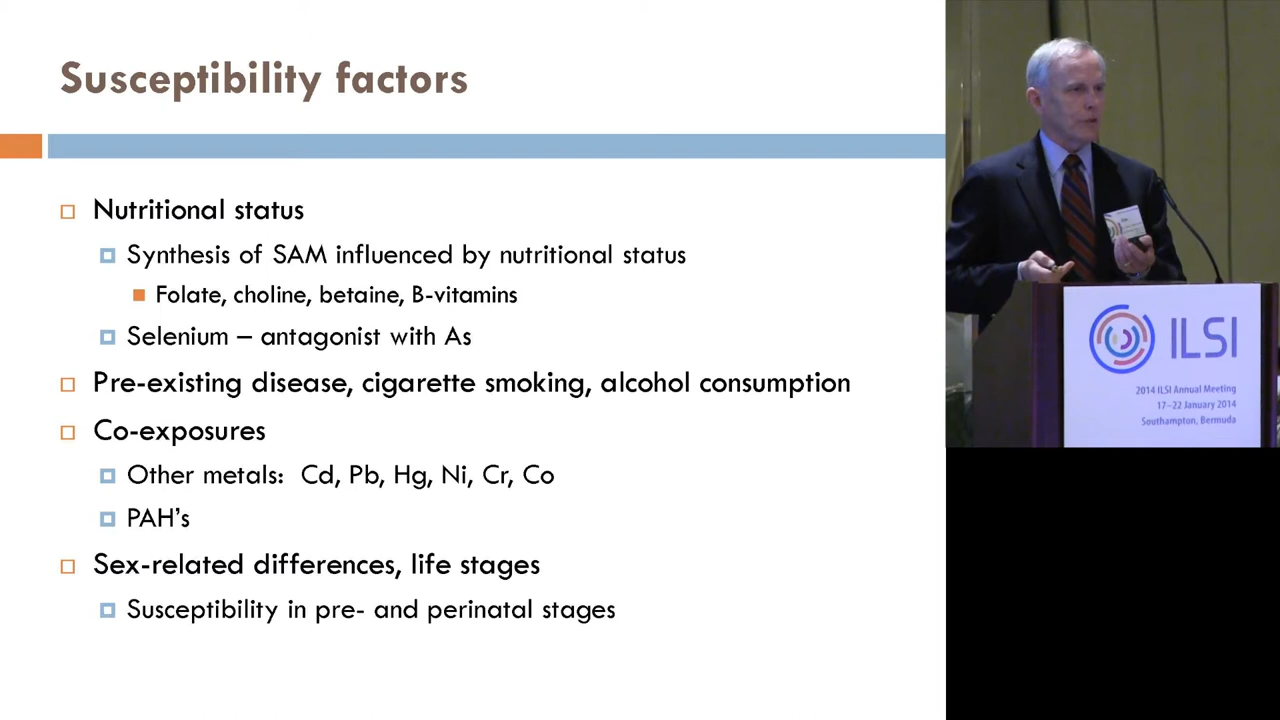 Susceptibility factors
Nutritional status
Synthesis of SAM influenced by nutritional status
Folate, choline, betaine, B-vitamins
Selenium – antagonist with As
Pre-existing disease, cigarette smoking, alcohol consumption
Co-exposures
Other metals: Cd, Pb, Hg, Ni, Cr, Co
PAH's
Sex-related differences, life stages
Susceptibility in pre- and perinatal stages
ILSI
2014 ILSI Annual Meeting
17–22 January 2014
Southampton, Bermuda